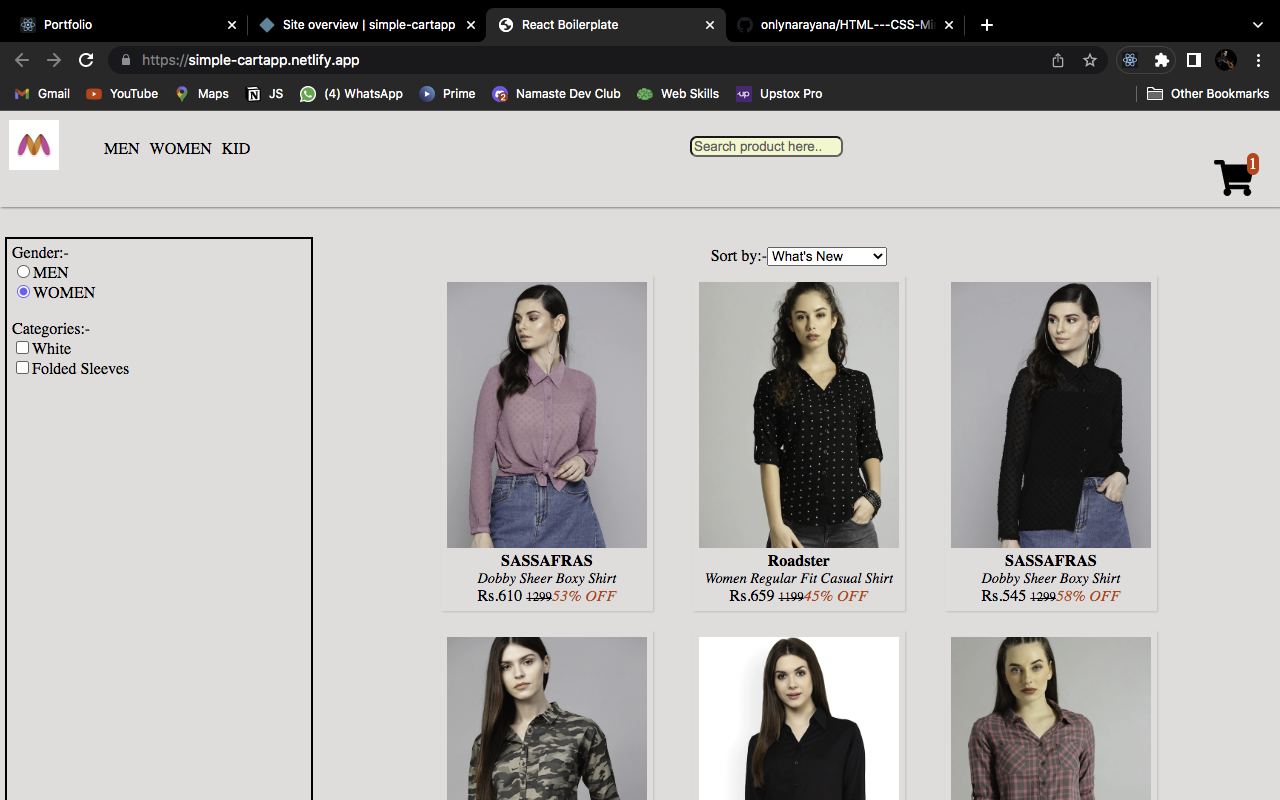 Portfolio
Site overview | simple-cartapp
React Boilerplate
onlynarayana/HTML---CSS-Mi
https://simple-cartapp.netlify.app
Gmail
YouTube
Maps
JS
(4) WhatsApp
Prime
Namaste Dev Club
Web Skills
up
Upstox Pro
Other Bookmarks
MEN WOMEN KID
Search product here..
1
Gender:-
MEN
WOMEN
Categories:-
White
Folded Sleeves
Sort by:- What's New
SASSAFRAS
Dobby Sheer Boxy Shirt
Rs.610 1299 53% OFF
Roadster
Women Regular Fit Casual Shirt
Rs.659 1199 45% OFF
SASSAFRAS
Dobby Sheer Boxy Shirt
Rs.545 1299 58% OFF